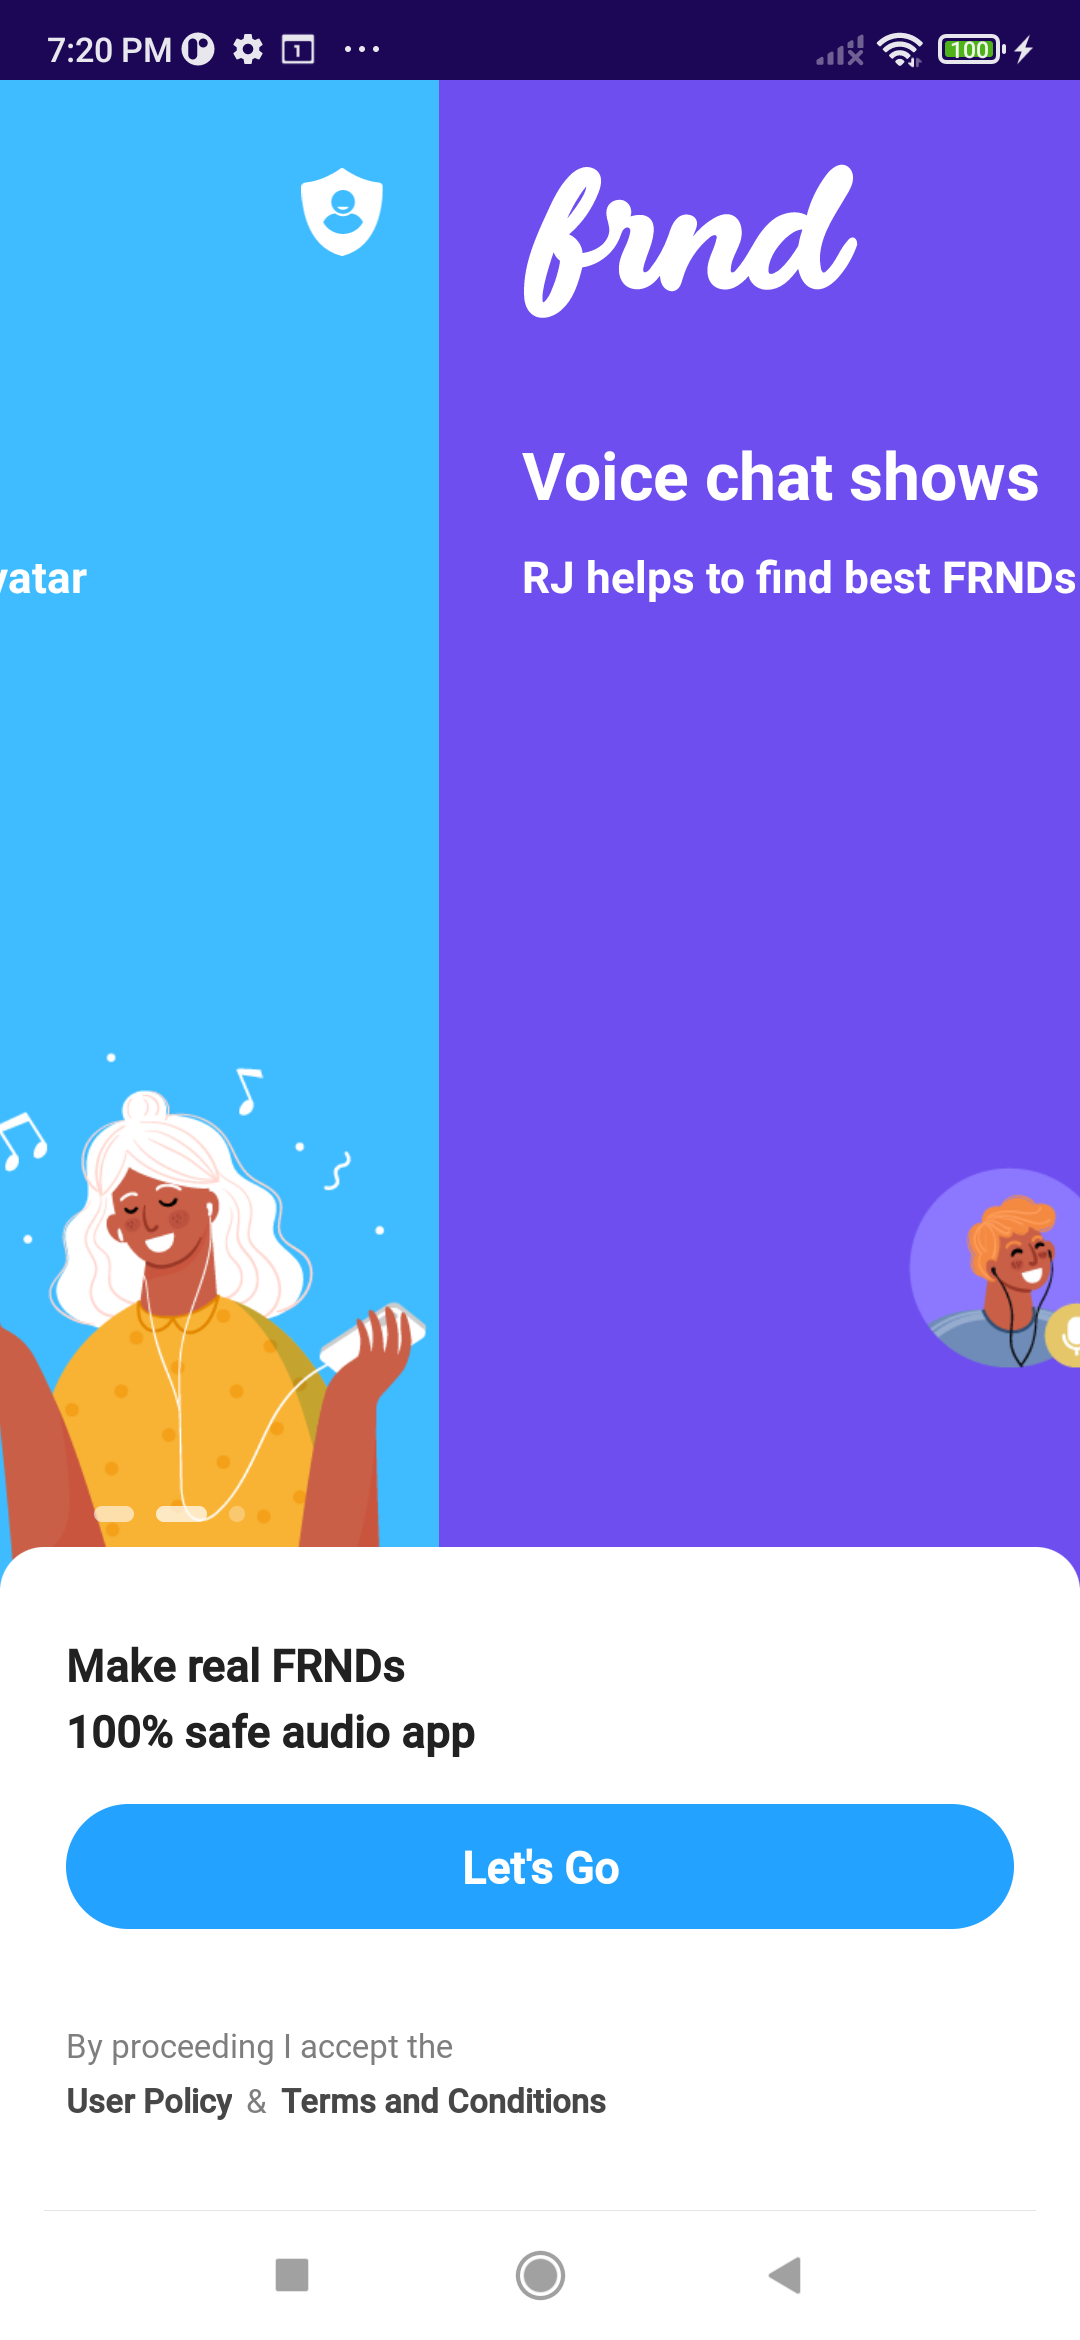 7:20 PM
1
100
frnd
Voice chat shows
vatar
RJ helps to find best FRNDs
Make real FRNDs
100% safe audio app
Let's Go
By proceeding I accept the
User Policy & Terms and Conditions